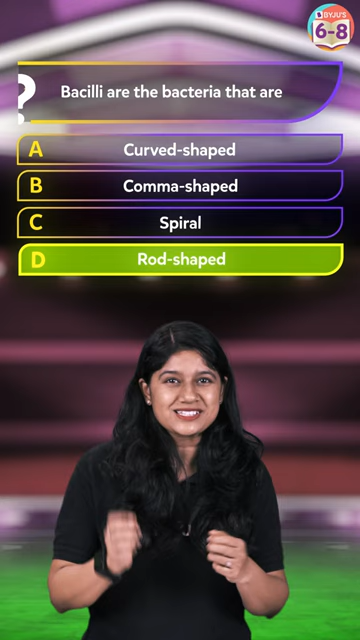 BYJU'S
6-8
?
Bacilli are the bacteria that are
A Curved-shaped
B Comma-shaped
C Spiral
D Rod-shaped